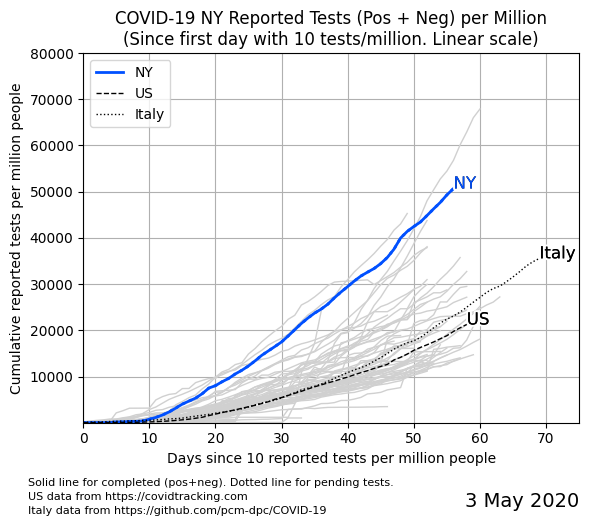 COVID-19 NY Reported Tests (Pos + Neg) per Million
(Since first day with 10 tests/million. Linear scale)
Cumulative reported tests per million people
80000
70000
60000
50000
40000
30000
20000
10000
NY
US
Italy
NY
Italy
US
0 10 20 30 40 50 60 70
Days since 10 reported tests per million people
Solid line for completed (pos+neg). Dotted line for pending tests.
US data from https://covidtracking.com
Italy data from https://github.com/pcm-dpc/COVID-19
3 May 2020